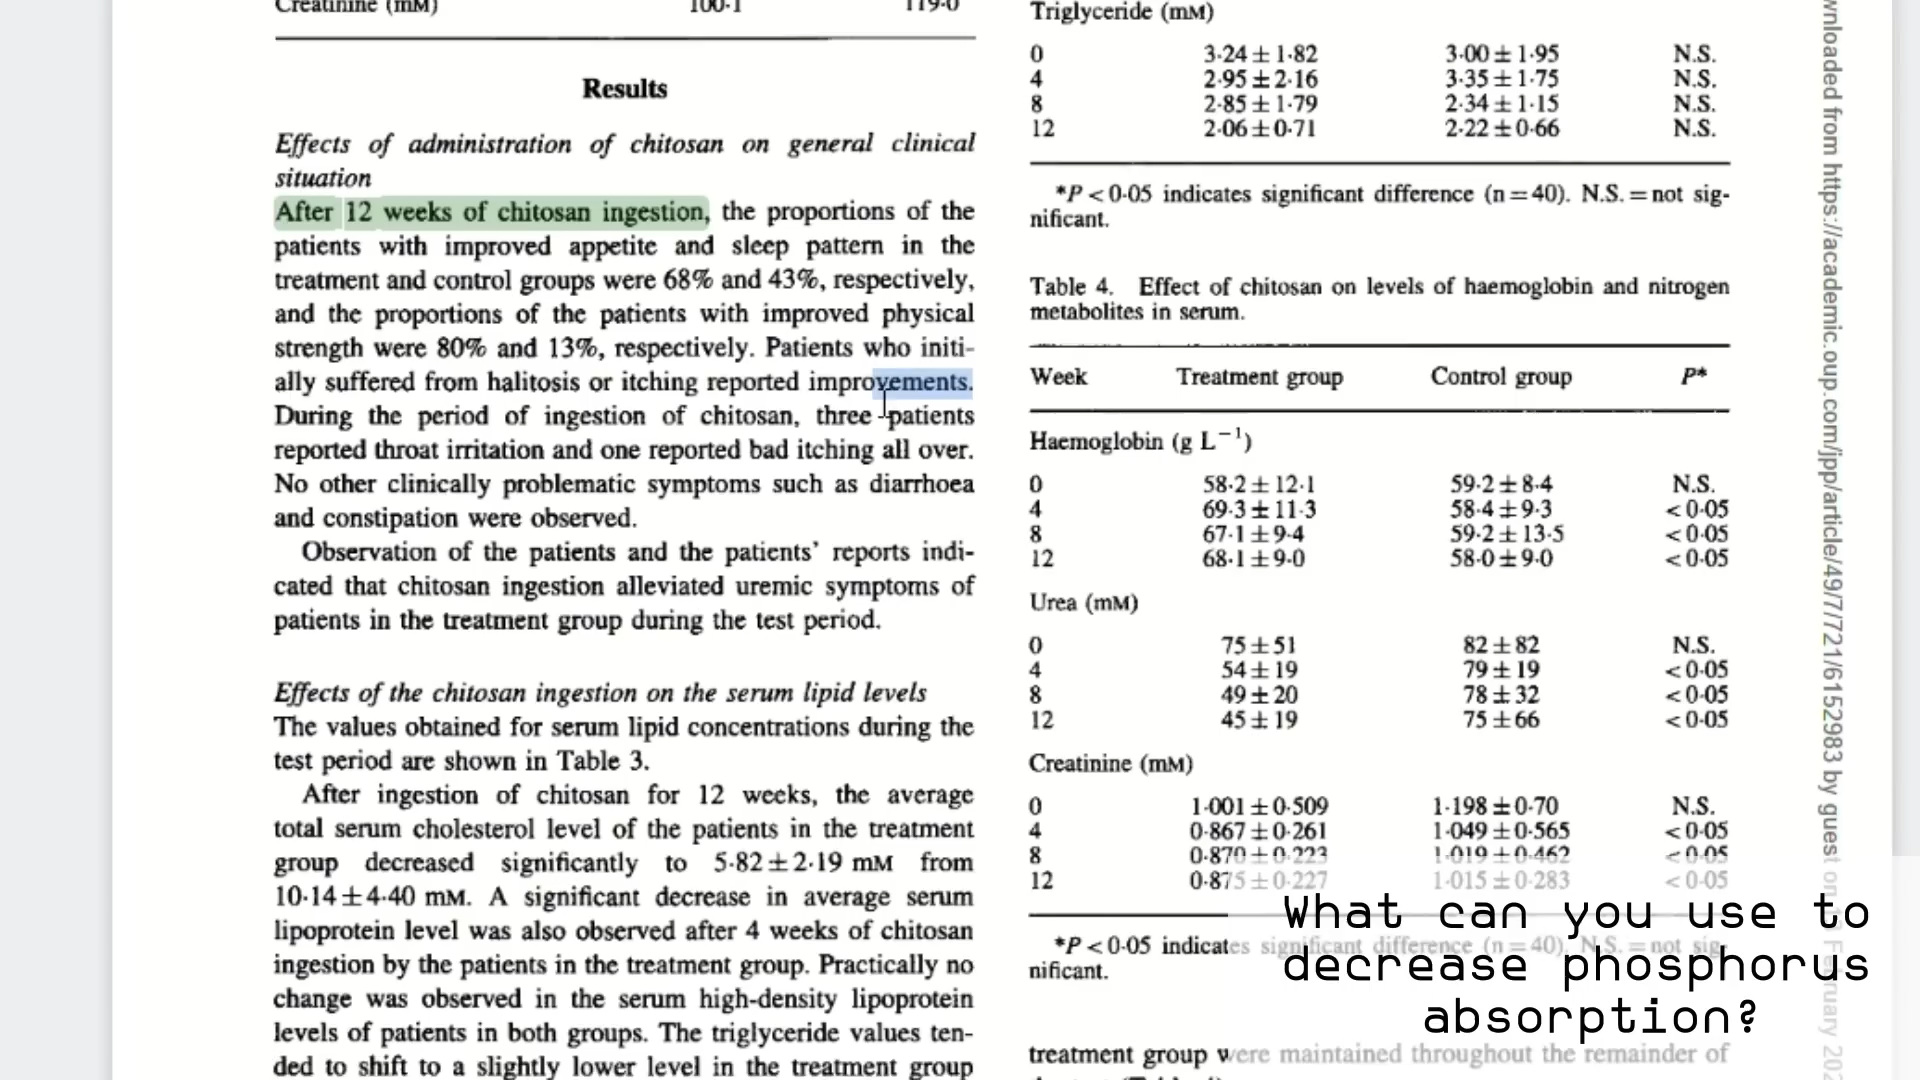 Creatinine (mM) 100·1 119·0
Results
Effects of administration of chitosan on general clinical
situation
After 12 weeks of chitosan ingestion, the proportions of the
patients with improved appetite and sleep pattern in the
treatment and control groups were 68% and 43%, respectively,
and the proportions of the patients with improved physical
strength were 80% and 13%, respectively. Patients who initi-
ally suffered from halitosis or itching reported improvements.
During the period of ingestion of chitosan, three patients
reported throat irritation and one reported bad itching all over.
No other clinically problematic symptoms such as diarrhoea
and constipation were observed.
Observation of the patients and the patients' reports indi-
cated that chitosan ingestion alleviated uremic symptoms of
patients in the treatment group during the test period.
Effects of the chitosan ingestion on the serum lipid levels
The values obtained for serum lipid concentrations during the
test period are shown in Table 3.
After ingestion of chitosan for 12 weeks, the average
total serum cholesterol level of the patients in the treatment
group decreased significantly to 5·82 ± 2·19 mM from
10·14 ± 4·40 mM. A significant decrease in average serum
lipoprotein level was also observed after 4 weeks of chitosan
ingestion by the patients in the treatment group. Practically no
change was observed in the serum high-density lipoprotein
levels of patients in both groups. The triglyceride values ten-
ded to shift to a slightly lower level in the treatment group
Triglyceride (mM)
0 3·24 ± 1·82 3·00 ± 1·95 N.S.
4 2·95 ± 2·16 3·35 ± 1·75 N.S.
8 2·85 ± 1·79 2·34 ± 1·15 N.S.
12 2·06 ± 0·71 2·22 ± 0·66 N.S.
*P < 0·05 indicates significant difference (n = 40). N.S. = not sig-
nificant.
Table 4. Effect of chitosan on levels of haemoglobin and nitrogen
metabolites in serum.
Week Treatment group Control group P*
Haemoglobin (g L⁻¹)
0 58·2 ± 12·1 59·2 ± 8·4 N.S.
4 69·3 ± 11·3 58·4 ± 9·3 < 0·05
8 67·1 ± 9·4 59·2 ± 13·5 < 0·05
12 68·1 ± 9·0 58·0 ± 9·0 < 0·05
Urea (mM)
0 75 ± 51 82 ± 82 N.S.
4 54 ± 19 79 ± 19 < 0·05
8 49 ± 20 78 ± 32 < 0·05
12 45 ± 19 75 ± 66 < 0·05
Creatinine (mM)
0 1·001 ± 0·509 1·198 ± 0·70 N.S.
4 0·867 ± 0·261 1·049 ± 0·565 < 0·05
8 0·870 ± 0·223 1·019 ± 0·462 < 0·05
12 0·875 ± 0·227 1·015 ± 0·283 < 0·05
*P < 0·05 indicates significant difference (n = 40). N.S. = not sig-
nificant.
treatment group were maintained throughout the remainder of
What can you use to
decrease phosphorus
absorption?
from https://academic.oup.com/jpp/article/49/7/721/6152983 by guest on